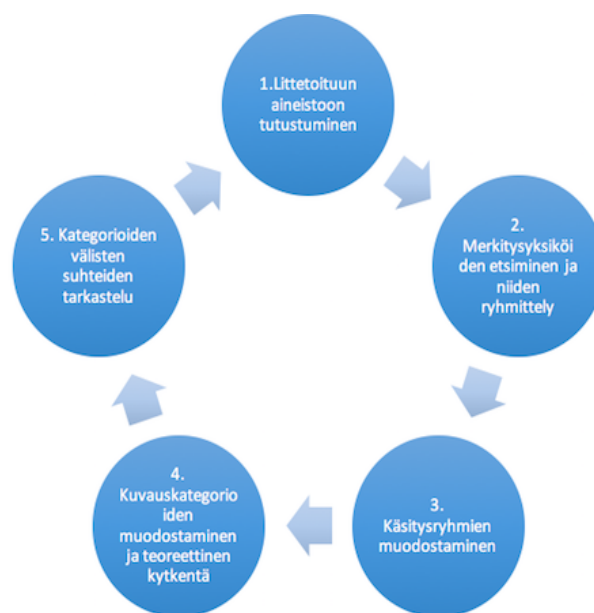 1.Littetoituun
aineistoon
tutustuminen
2.
Merkitysyksiköi
den etsiminen ja
niiden
ryhmittely
3.
Käsitysryhmien
muodostaminen
4.
Kuvauskategorio
iden
muodostaminen
ja teoreettinen
kytkentä
5. Kategorioiden
välisten
suhteiden
tarkastelu